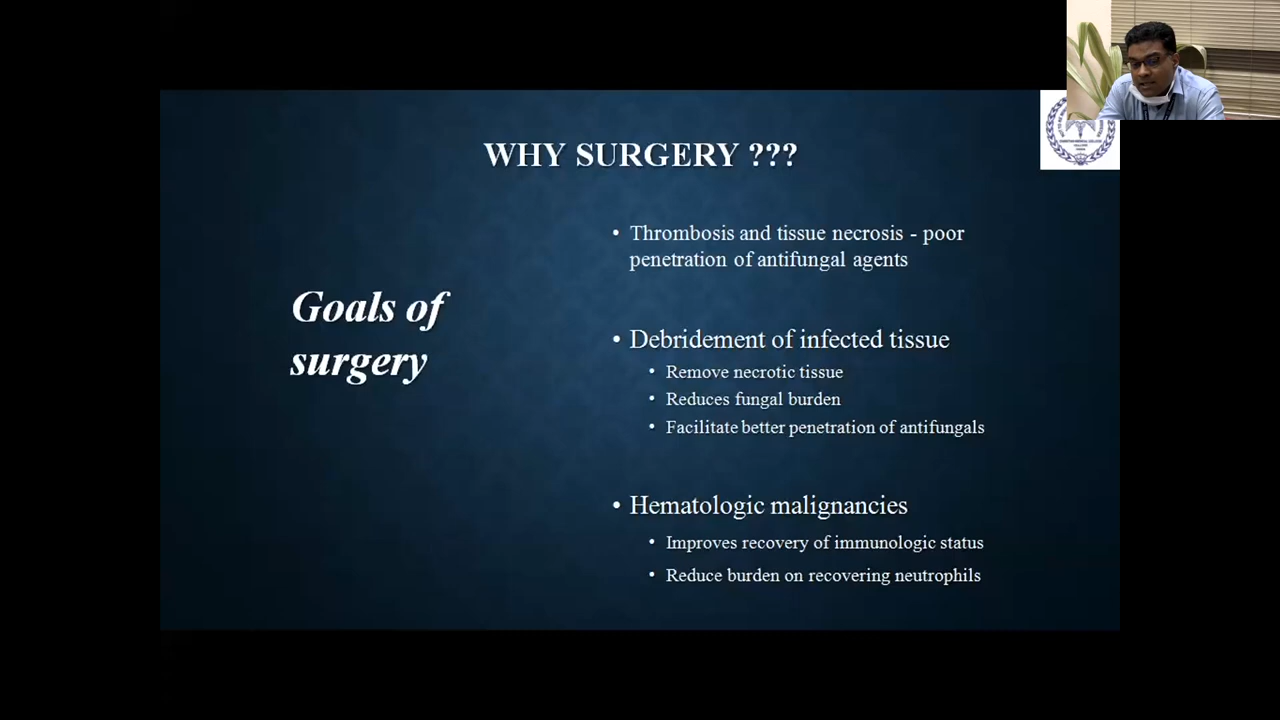 WHY SURGERY ???
Goals of
surgery
• Thrombosis and tissue necrosis - poor
penetration of antifungal agents
• Debridement of infected tissue
• Remove necrotic tissue
• Reduces fungal burden
• Facilitate better penetration of antifungals
• Hematologic malignancies
• Improves recovery of immunologic status
• Reduce burden on recovering neutrophils